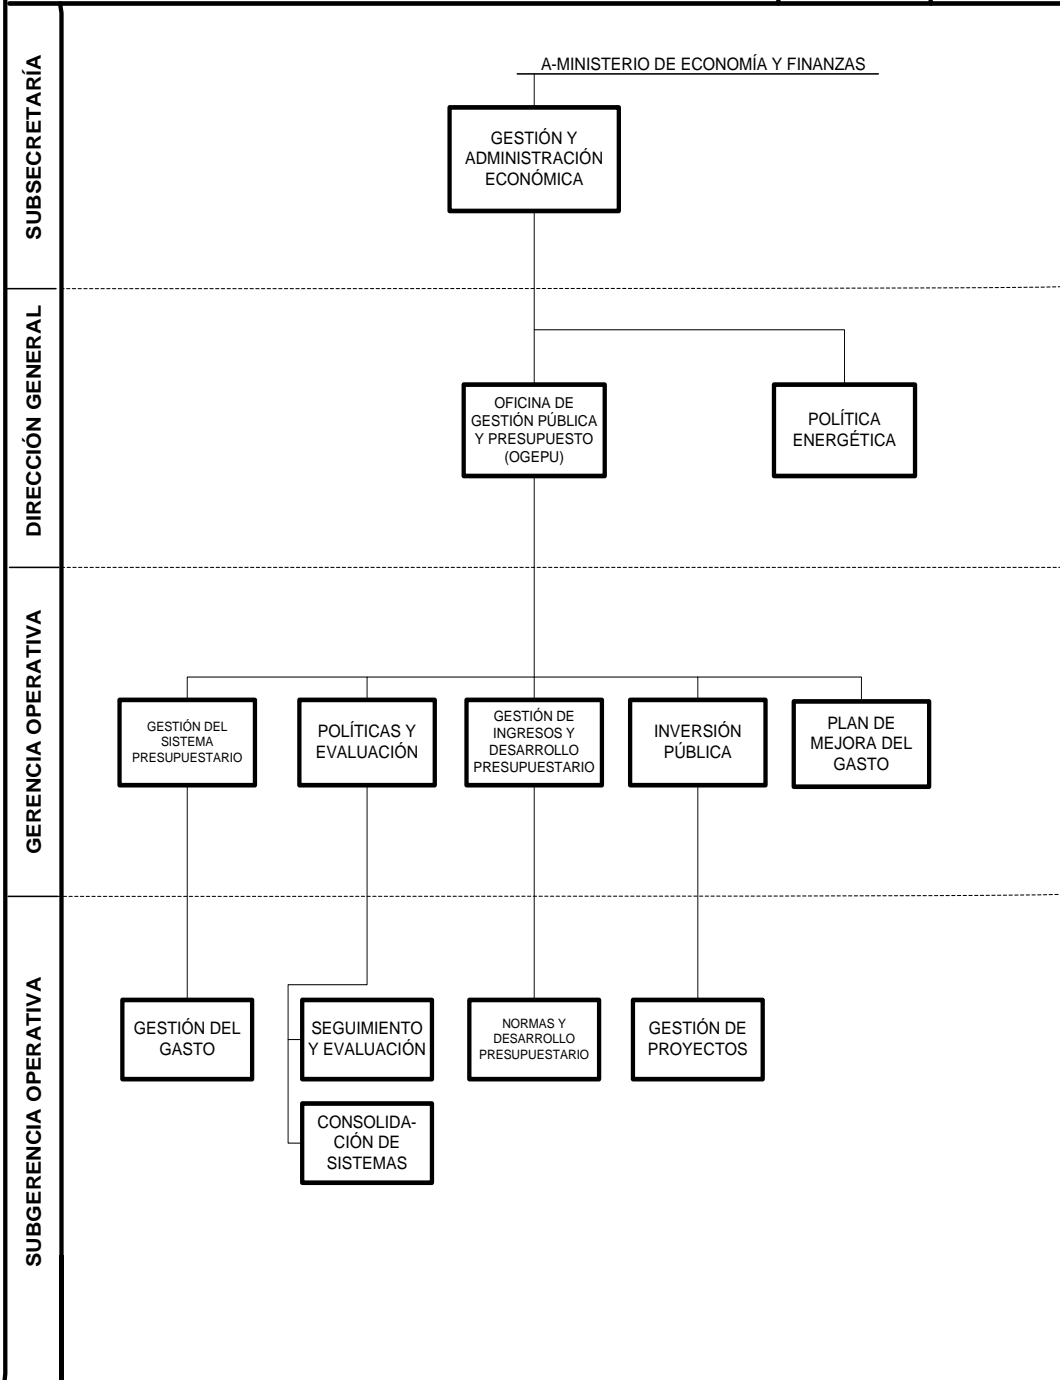 SUBSECRETARÍA
A-MINISTERIO DE ECONOMÍA Y FINANZAS
GESTIÓN Y
ADMINISTRACIÓN
ECONÓMICA
DIRECCIÓN GENERAL
OFICINA DE
GESTIÓN PÚBLICA
Y PRESUPUESTO
(OGEPU)
POLÍTICA
ENERGÉTICA
GERENCIA OPERATIVA
GESTIÓN DEL
SISTEMA
PRESUPUESTARIO
POLÍTICAS Y
EVALUACIÓN
GESTIÓN DE
INGRESOS Y
DESARROLLO
PRESUPUESTARIO
INVERSIÓN
PÚBLICA
PLAN DE
MEJORA DEL
GASTO
SUBGERENCIA OPERATIVA
GESTIÓN DEL
GASTO
SEGUIMIENTO
Y EVALUACIÓN
NORMAS Y
DESARROLLO
PRESUPUESTARIO
GESTIÓN DE
PROYECTOS
CONSOLIDA-
CIÓN DE
SISTEMAS